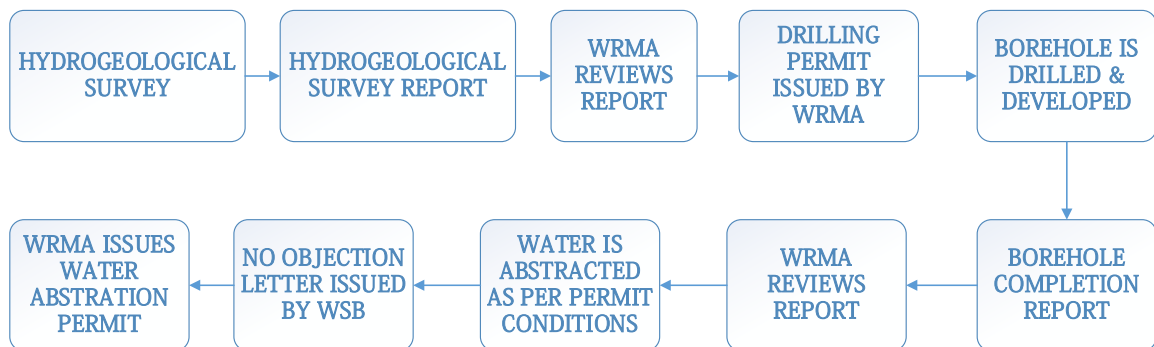 HYDROGEOLOGICAL
SURVEY
HYDROGEOLOGICAL
SURVEY REPORT
WRMA
REVIEWS
REPORT
DRILLING
PERMIT
ISSUED BY
WRMA
BOREHOLE IS
DRILLED &
DEVELOPED
BOREHOLE
COMPLETION
REPORT
WRMA
REVIEWS
REPORT
WATER IS
ABSTRACTED
AS PER PERMIT
CONDITIONS
NO OBJECTION
LETTER ISSUED
BY WSB
WRMA ISSUES
WATER
ABSTRATION
PERMIT